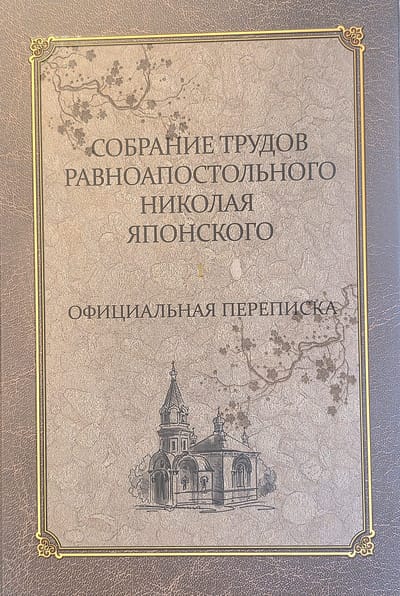 СОБРАНИЕ ТРУДОВ
РАВНОАПОСТОЛЬНОГО
НИКОЛАЯ
ЯПОНСКОГО
ОФИЦИАЛЬНАЯ ПЕРЕПИСКА